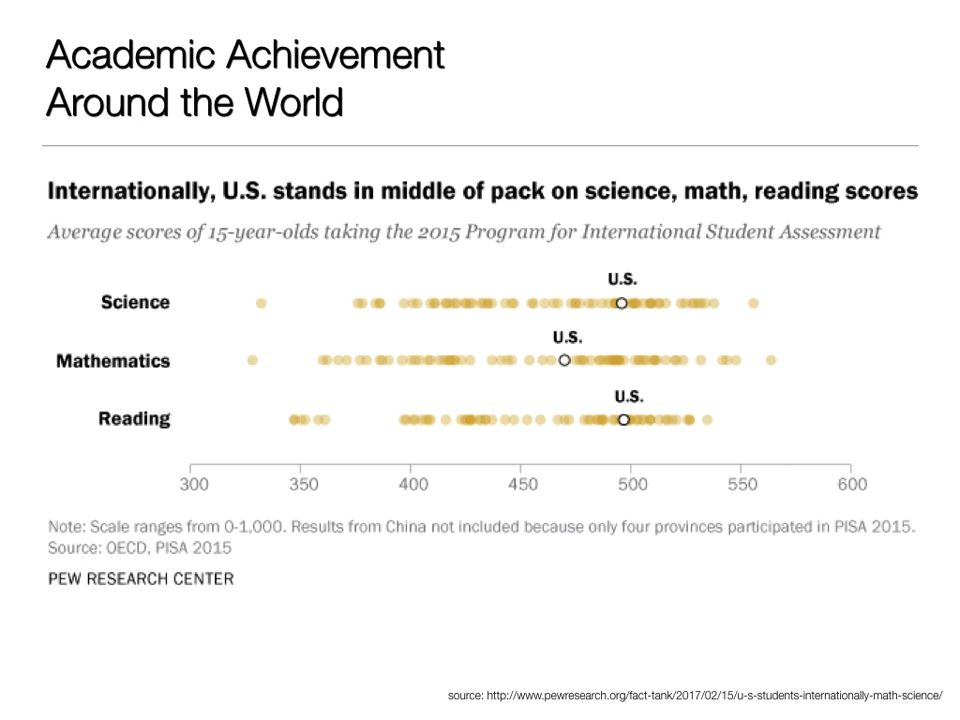 Academic Achievement
Around the World
Internationally, U.S. stands in middle of pack on science, math, reading scores
Average scores of 15-year-olds taking the 2015 Program for International Student Assessment
U.S.
Science
U.S.
Mathematics
U.S.
Reading
300 350 400 450 500 550 600
Note: Scale ranges from 0-1,000. Results from China not included because only four provinces participated in PISA 2015.
Source: OECD, PISA 2015
PEW RESEARCH CENTER
source: http://www.pewresearch.org/fact-tank/2017/02/15/u-s-students-internationally-math-science/